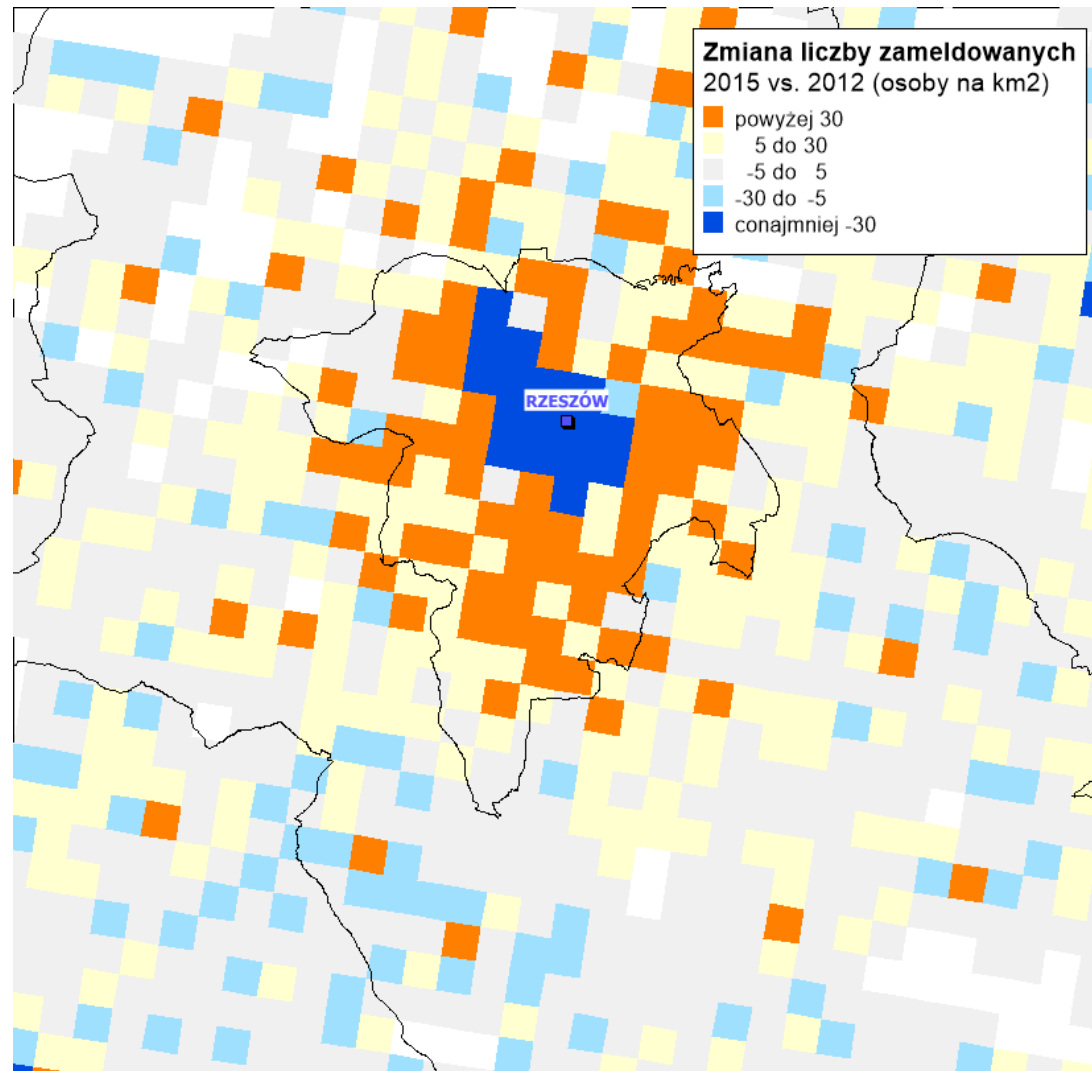 Zmiana liczby zameldowanych
2015 vs. 2012 (osoby na km2)
powyżej 30
5 do 30
-5 do 5
-30 do -5
conajmniej -30
RZESZÓW